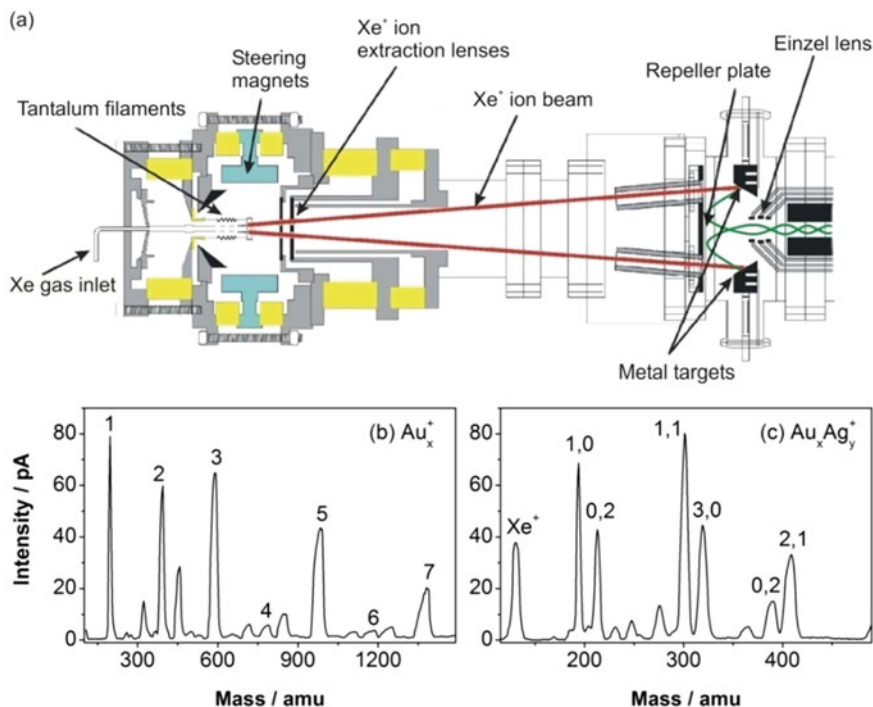 (a)
Xe⁺ ion
extraction lenses
Steering
magnets
Tantalum filaments
Xe⁺ ion beam
Einzel lens
Repeller plate
Xe gas inlet
Metal targets
(b) Auₓ⁺
1
2
3
4
5
6
7
80
60
40
20
0
Intensity / pA
300 600 900 1200
Mass / amu
(c) AuₓAgᵧ⁺
Xe⁺
1,0
0,2
1,1
3,0
0,2
2,1
80
60
40
20
0
200 300 400
Mass / amu